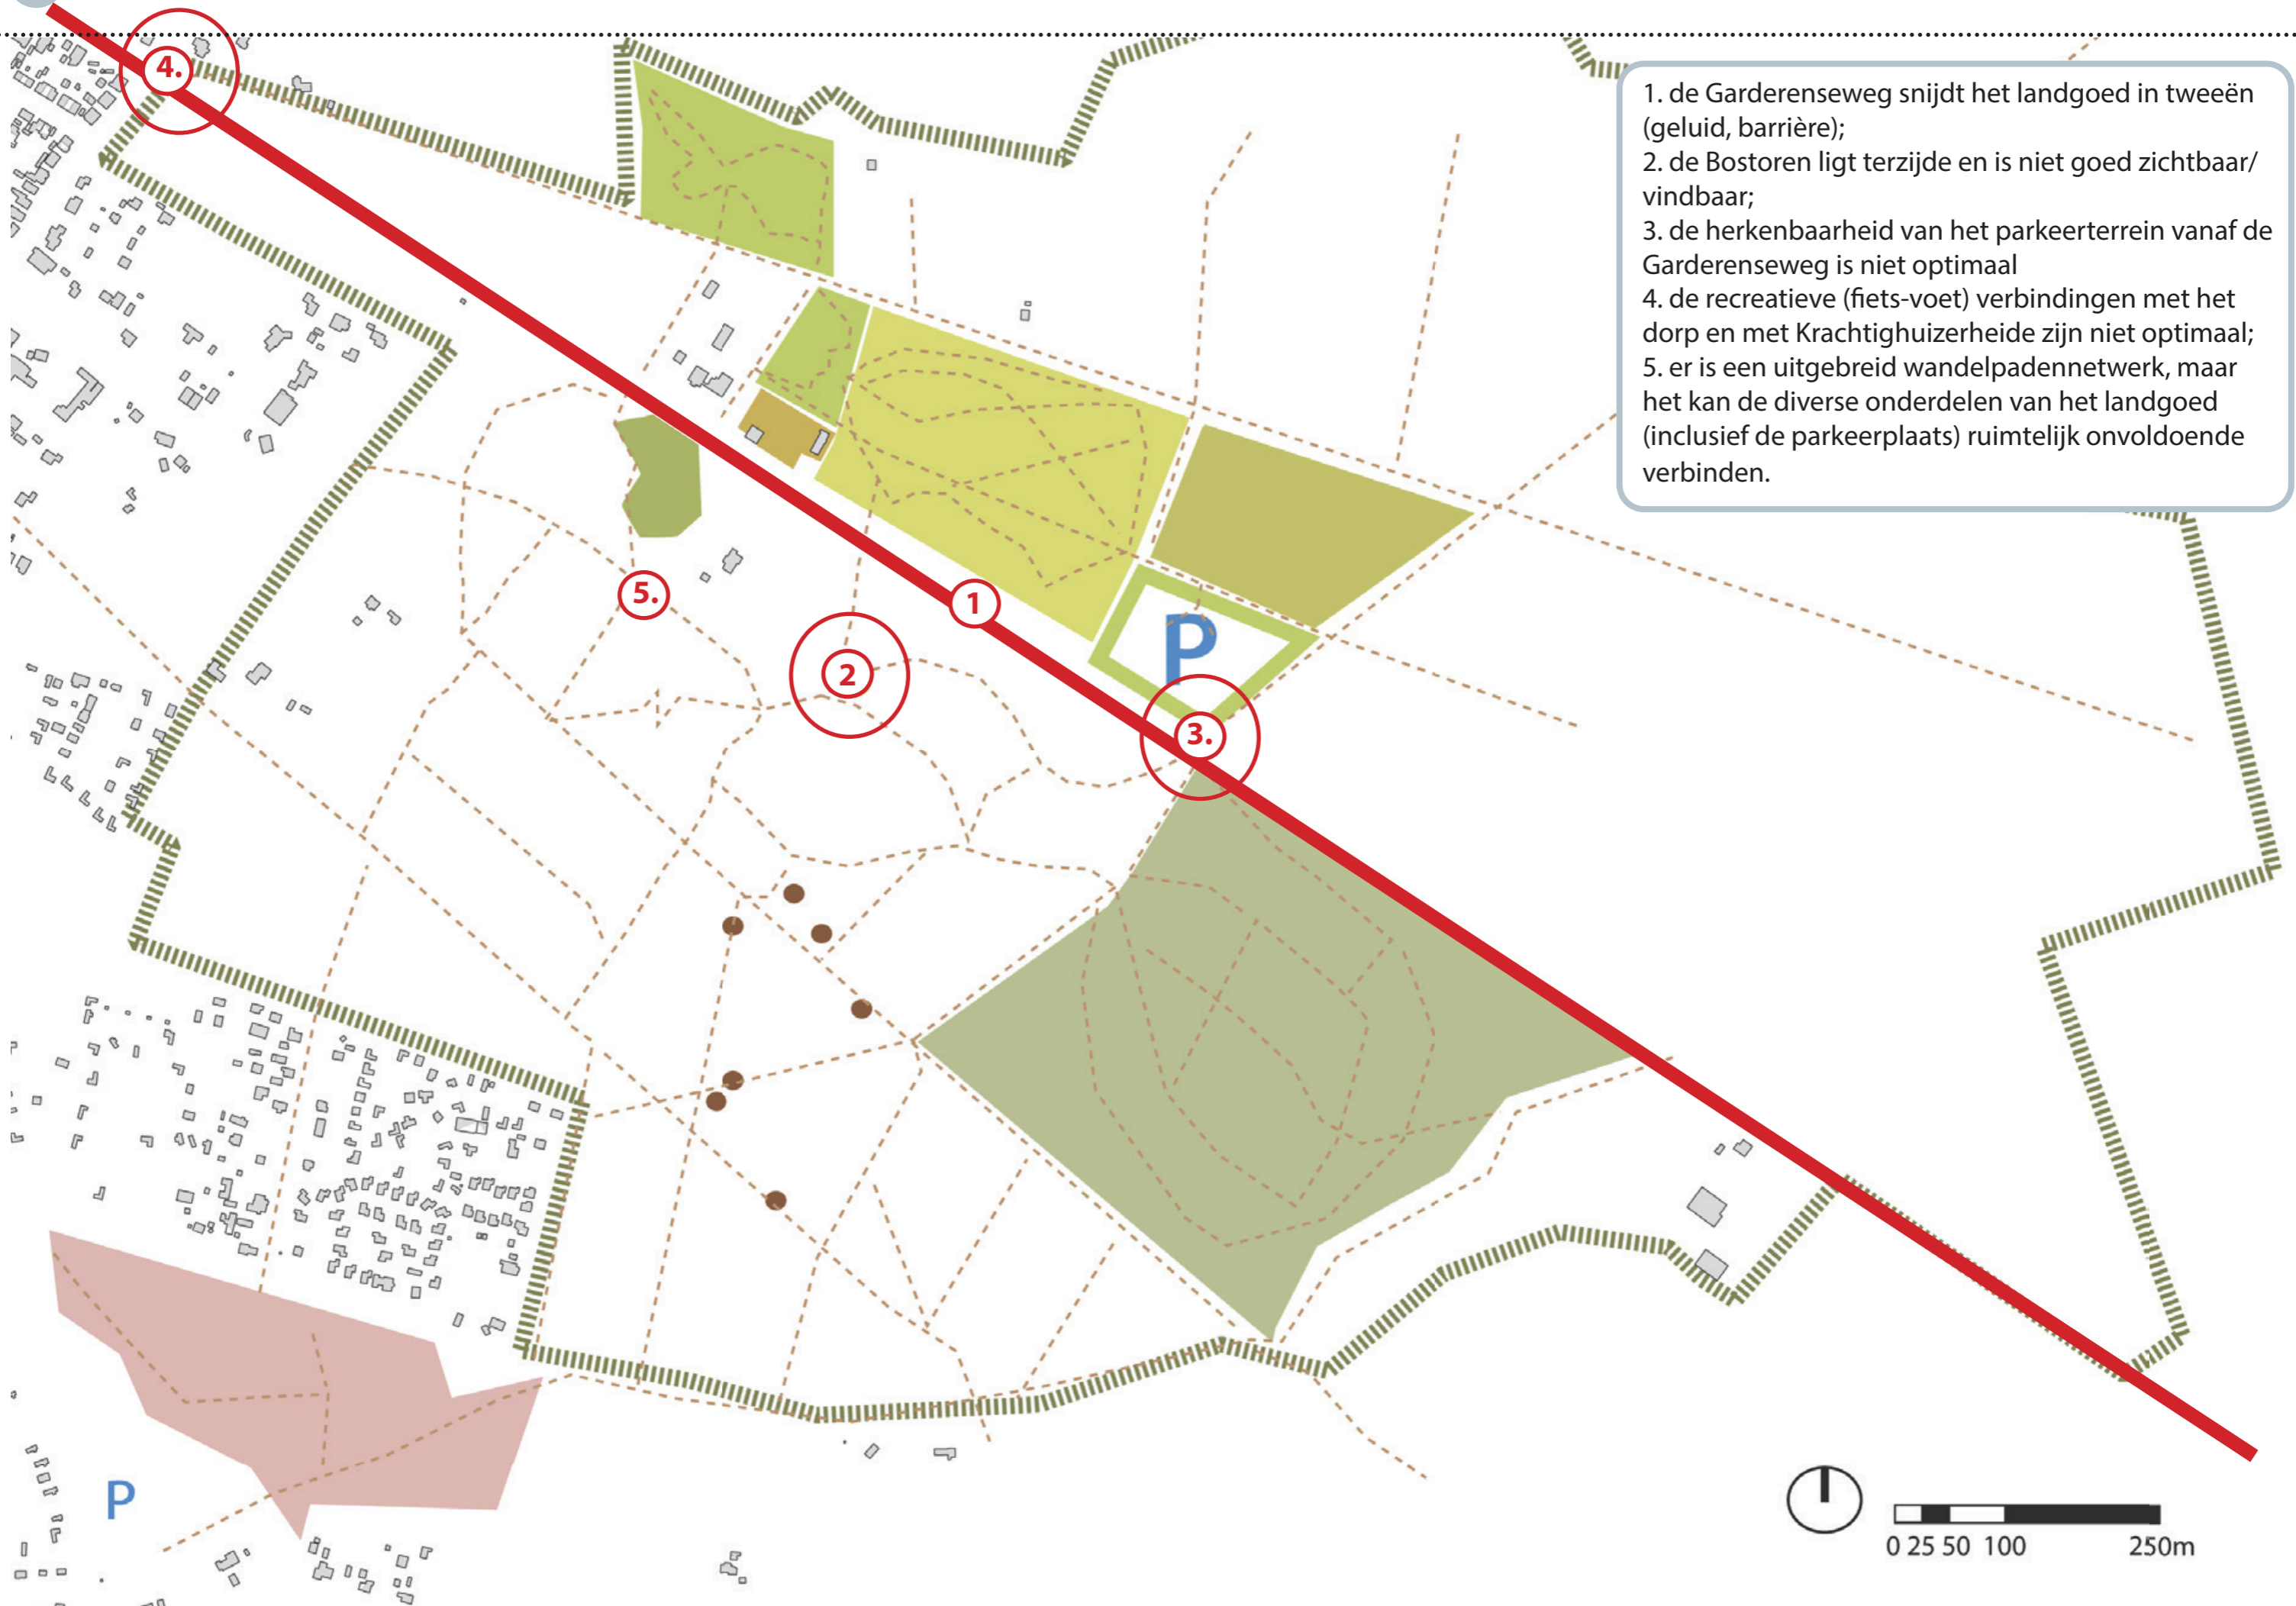 4.
1. de Garderenseweg snijdt het landgoed in tweeën
(geluid, barrière);
2. de Bostoren ligt terzijde en is niet goed zichtbaar/
vindbaar;
3. de herkenbaarheid van het parkeerterrein vanaf de
Garderenseweg is niet optimaal
4. de recreatieve (fiets-voet) verbindingen met het
dorp en met Krachtighuizerheide zijn niet optimaal;
5. er is een uitgebreid wandelpadennetwerk, maar
het kan de diverse onderdelen van het landgoed
(inclusief de parkeerplaats) ruimtelijk onvoldoende
verbinden.
5.
1
P
2
3.
P
0 25 50 100 250m